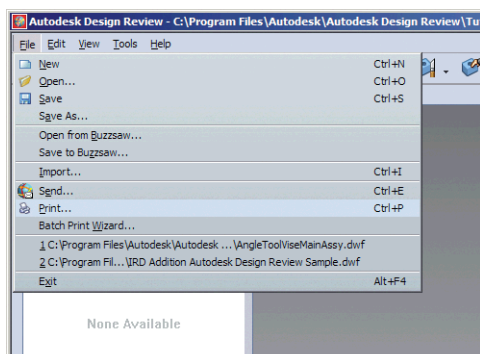 Autodesk Design Review - C:\Program Files\Autodesk\Autodesk Design Review\Tu
File Edit View Tools Help
New Ctrl+N
Open... Ctrl+O
Save Ctrl+S
Save As...
Open from Buzzsaw...
Save to Buzzsaw...
Import... Ctrl+I
Send... Ctrl+E
Print... Ctrl+P
Batch Print Wizard...
1 C:\Program Files\Autodesk\Autodesk ...\AngleToolViseMainAssy.dwf
2 C:\Program Fil...\IRD Addition Autodesk Design Review Sample.dwf
Exit Alt+F4
None Available